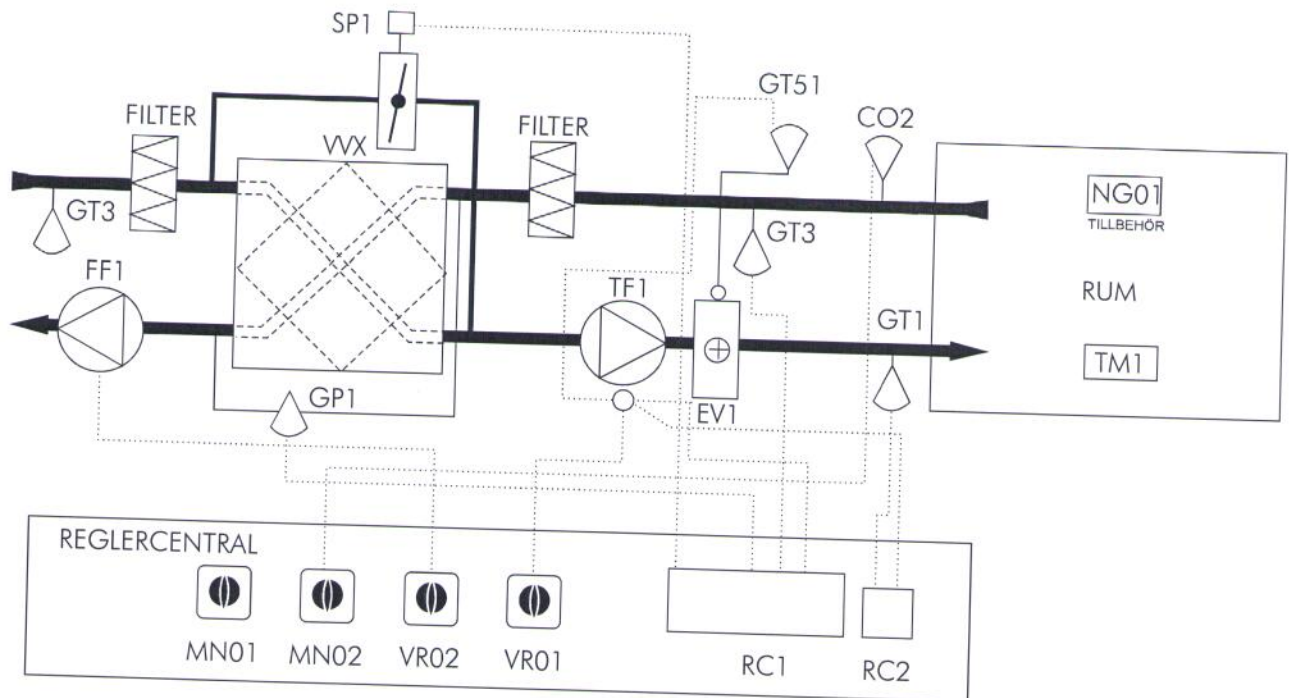 SP1
GT51
FILTER
FILTER
CO2
VVX
NG01
TILLBEHÖR
GT3
GT3
FF1
TF1
RUM
GT1
TM1
GP1
EV1
REGLERCENTRAL
MN01
MN02
VR02
VR01
RC1
RC2